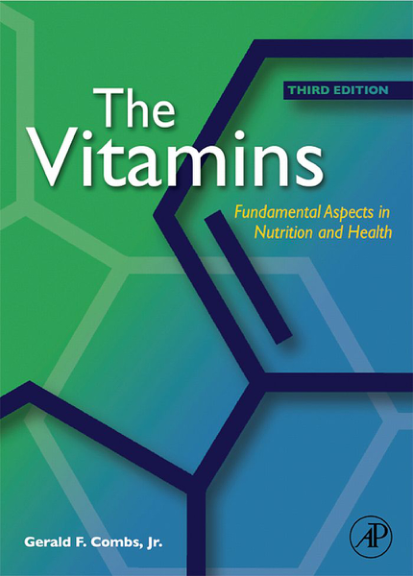 THIRD EDITION
The
Vitamins
Fundamental Aspects in
Nutrition and Health
Gerald F. Combs, Jr.
AP